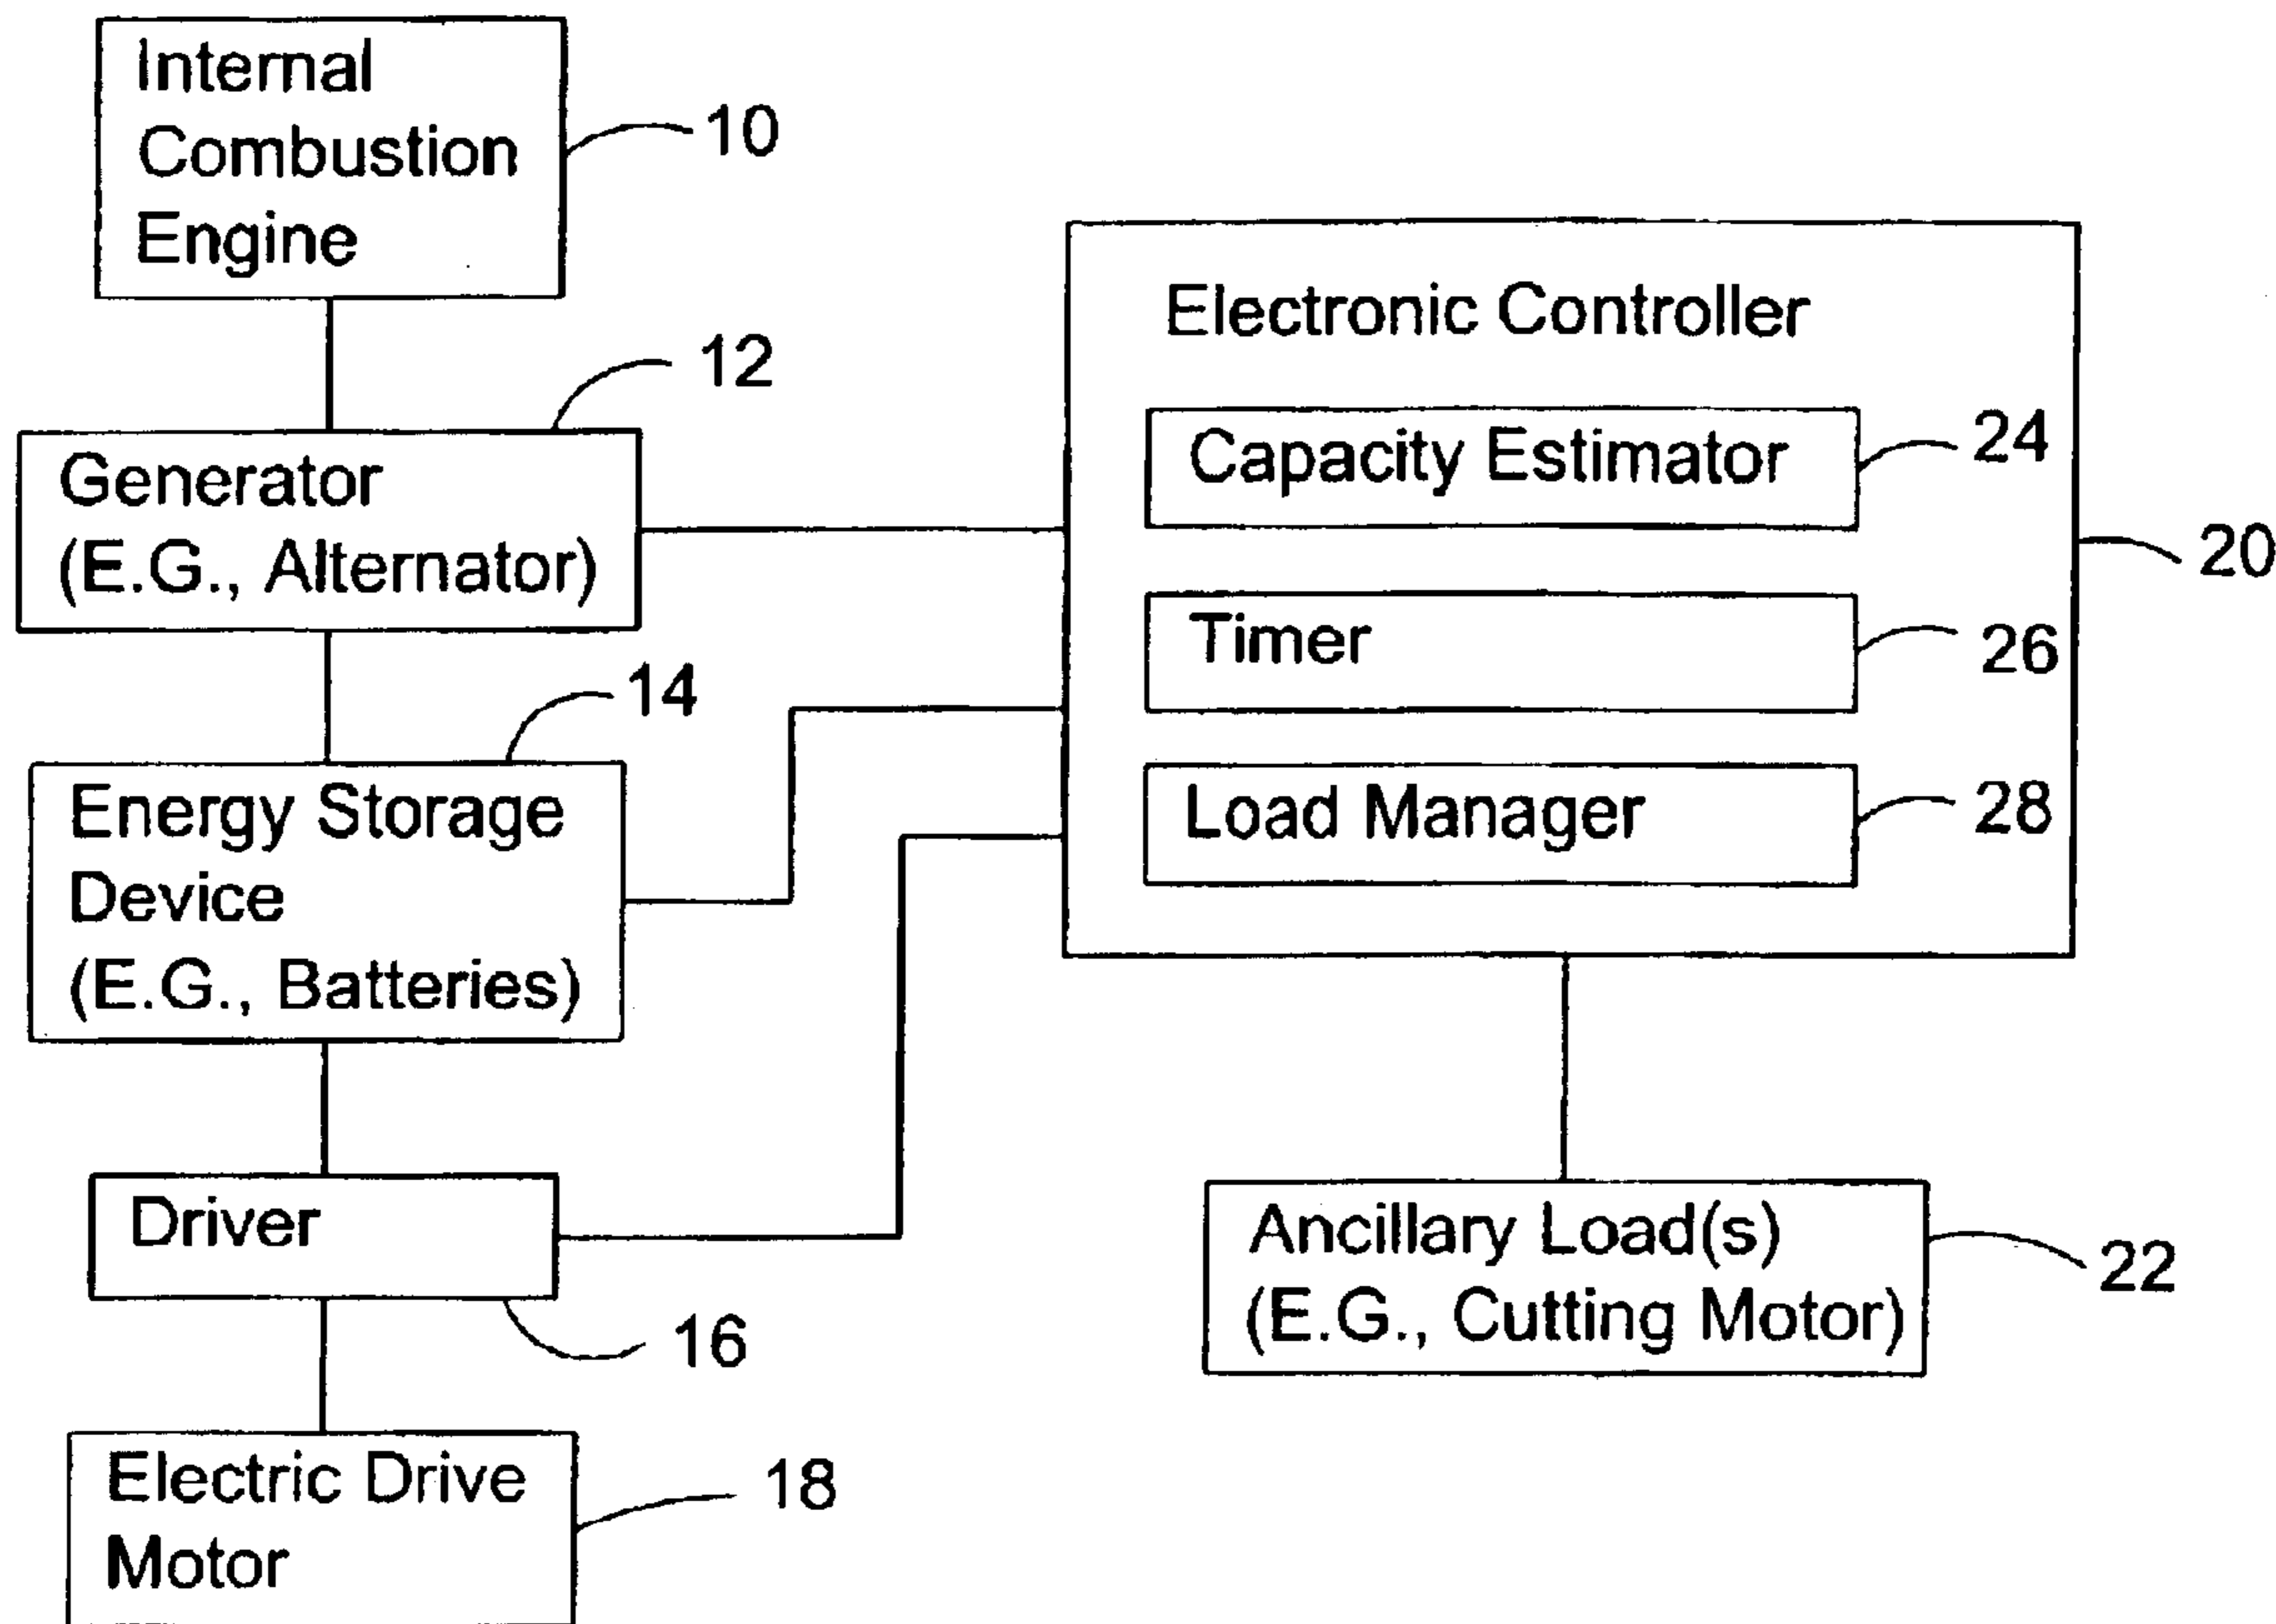 Internal
Combustion
Engine
10
12
Generator
(E.G., Alternator)
14
Energy Storage
Device
(E.G., Batteries)
Driver
16
Electric Drive
Motor
18
Electronic Controller
Capacity Estimator
24
20
Timer
26
Load Manager
28
Ancillary Load(s)
(E.G., Cutting Motor)
22